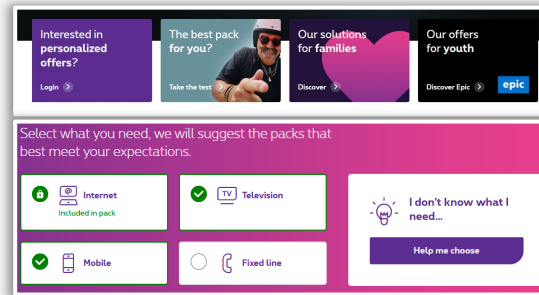 Interested in
personalized
offers?
Login
The best pack
for you?
Take the test
Our solutions
for families
Discover
Our offers
for youth
Discover Epic
epic
Select what you need, we will suggest the packs that
best meet your expectations.
Internet
Included in pack
TV
Television
Mobile
Fixed line
I don't know what I
need...
Help me choose